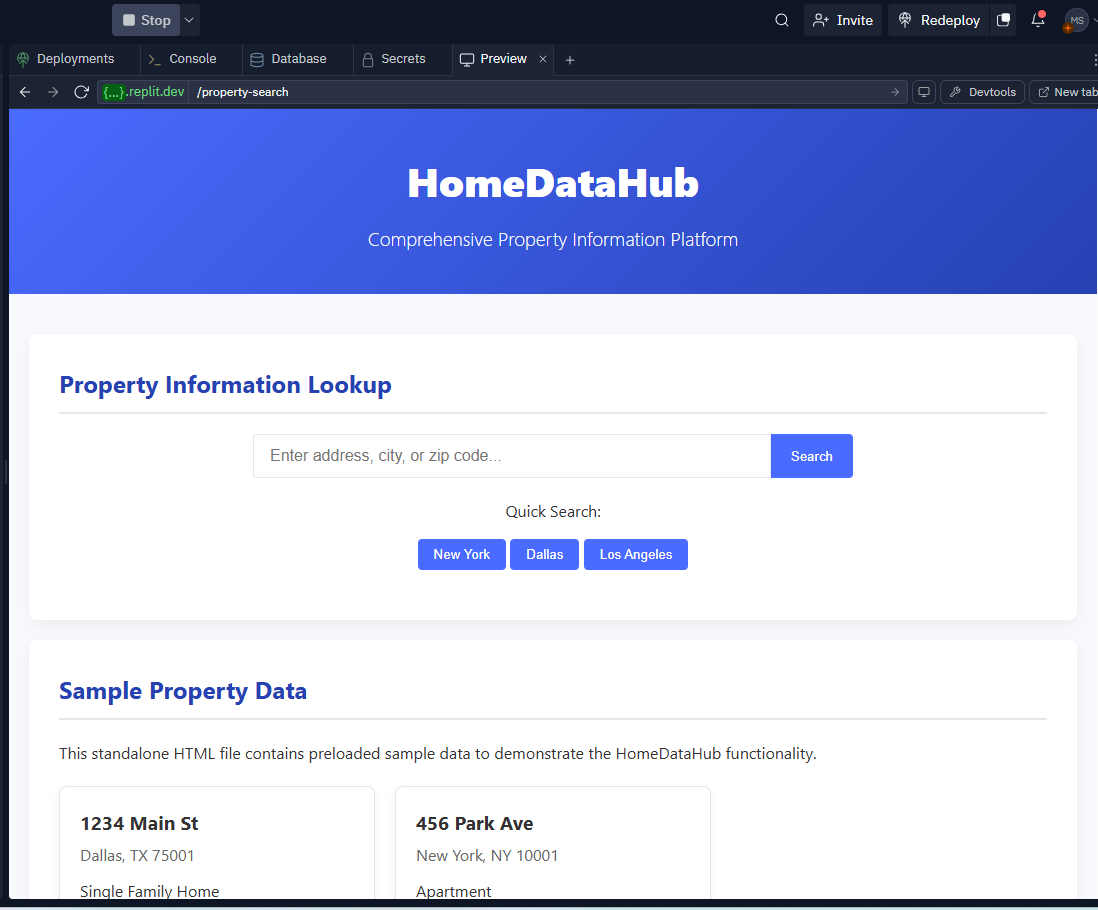 Stop
Invite
Redeploy
MS
Deployments
Console
Database
Secrets
Preview
{...}.replit.dev
/property-search
Devtools
New tab
HomeDataHub
Comprehensive Property Information Platform
Property Information Lookup
Enter address, city, or zip code...
Search
Quick Search:
New York
Dallas
Los Angeles
Sample Property Data
This standalone HTML file contains preloaded sample data to demonstrate the HomeDataHub functionality.
1234 Main St
Dallas, TX 75001
Single Family Home
456 Park Ave
New York, NY 10001
Apartment